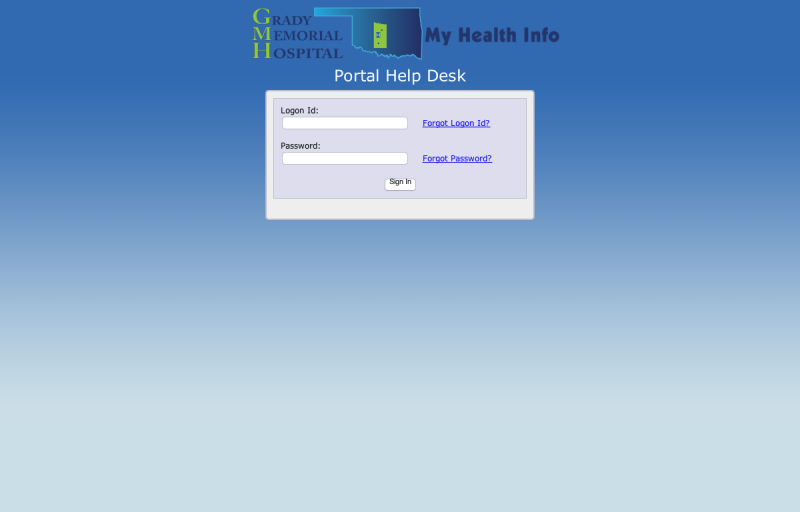 GRADY
MEMORIAL
HOSPITAL
My Health Info
Portal Help Desk
Logon Id:
Forgot Logon Id?
Password:
Forgot Password?
Sign In